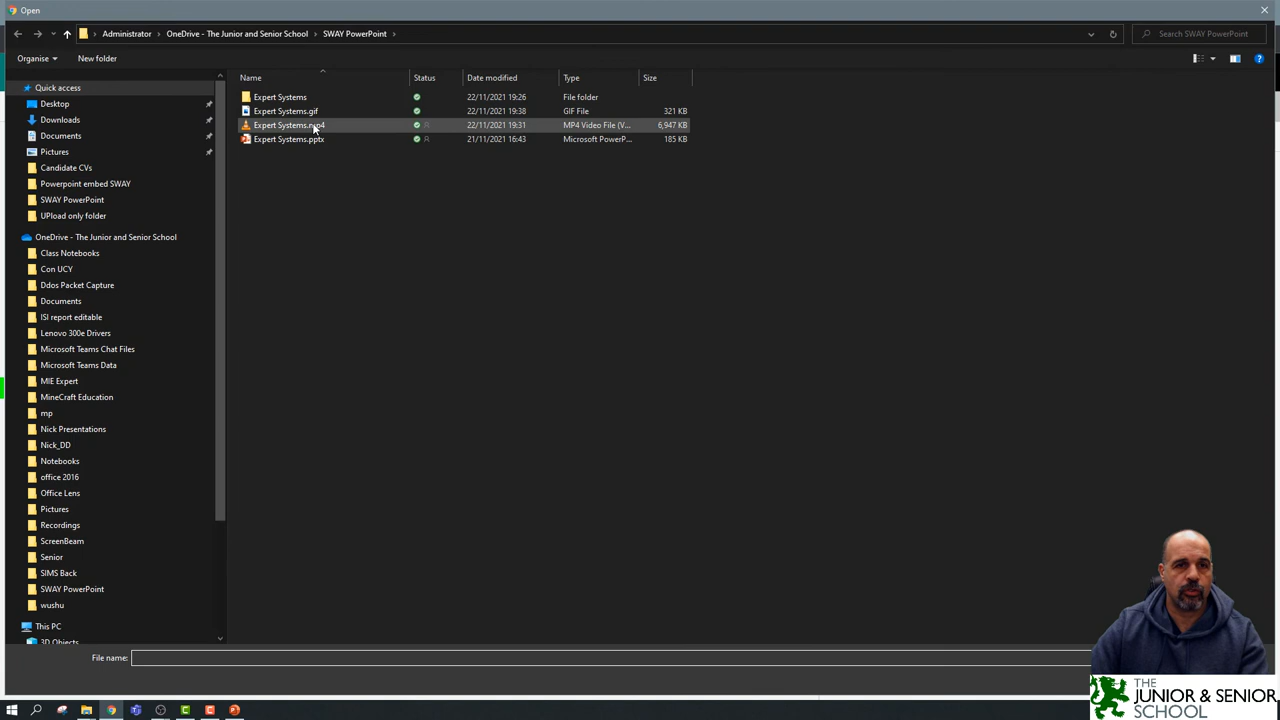 Open
Administrator > OneDrive - The Junior and Senior School > SWAY PowerPoint >
Search SWAY PowerPoint
Organise
New folder
Name Status Date modified Type Size
Quick access
Desktop
Downloads
Documents
Pictures
Candidate CVs
Powerpoint embed SWAY
SWAY PowerPoint
UPload only folder
OneDrive - The Junior and Senior School
Class Notebooks
Con UCY
Ddos Packet Capture
Documents
ISI report editable
Lenovo 300e Drivers
Microsoft Teams Chat Files
Microsoft Teams Data
MIE Expert
MineCraft Education
mp
Nick Presentations
Nick_DD
Notebooks
office 2016
Office Lens
Pictures
Recordings
ScreenBeam
Senior
SIMS Back
SWAY PowerPoint
wushu
This PC
3D Objects
Expert Systems 22/11/2021 19:26 File folder
Expert Systems.gif 22/11/2021 19:38 GIF File 321 KB
Expert Systems.mp4 22/11/2021 19:31 MP4 Video File (V... 6,947 KB
Expert Systems.pptx 21/11/2021 16:43 Microsoft PowerP... 185 KB
File name:
THE
JUNIOR & SENIOR
SCHOOL